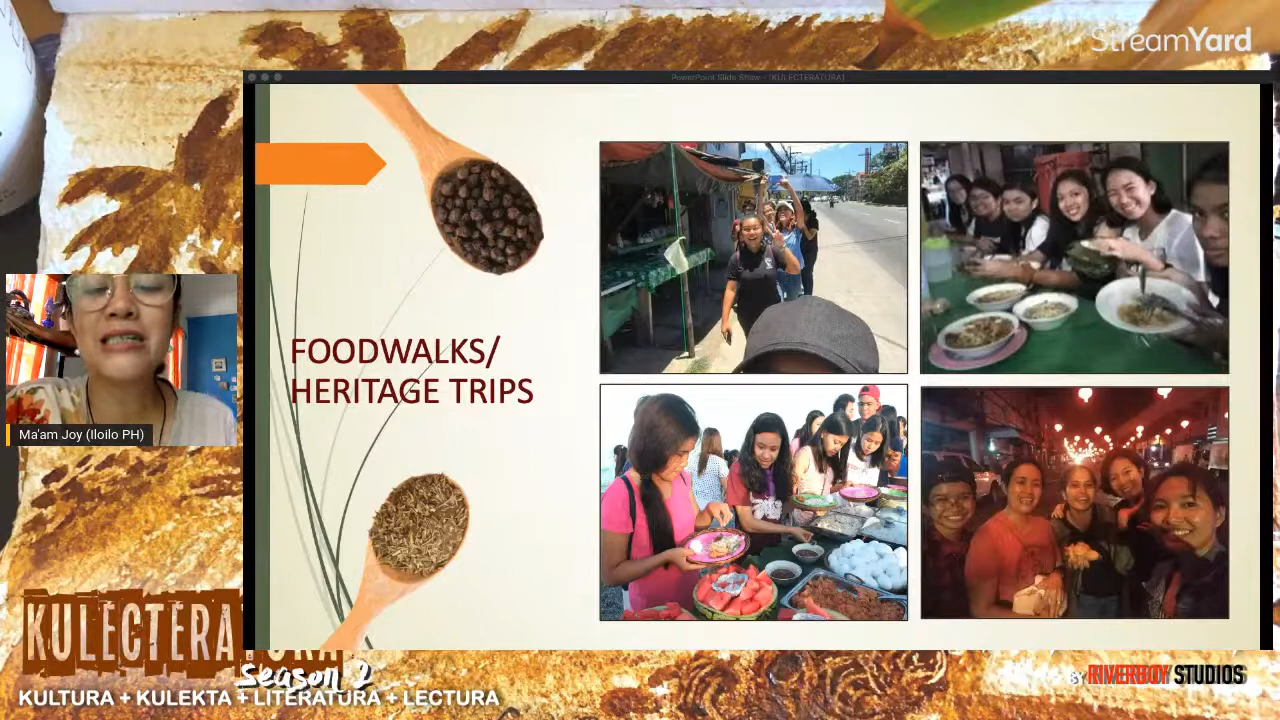 StreamYard
PowerPoint Slide Show - [KULECTERATURA]
FOODWALKS/
HERITAGE TRIPS
Ma'am Joy (Iloilo PH)
KULECTERA
Season 2
KULTURA + KULEKTA + LITERATURA + LECTURA
BY RIVERBOY STUDIOS